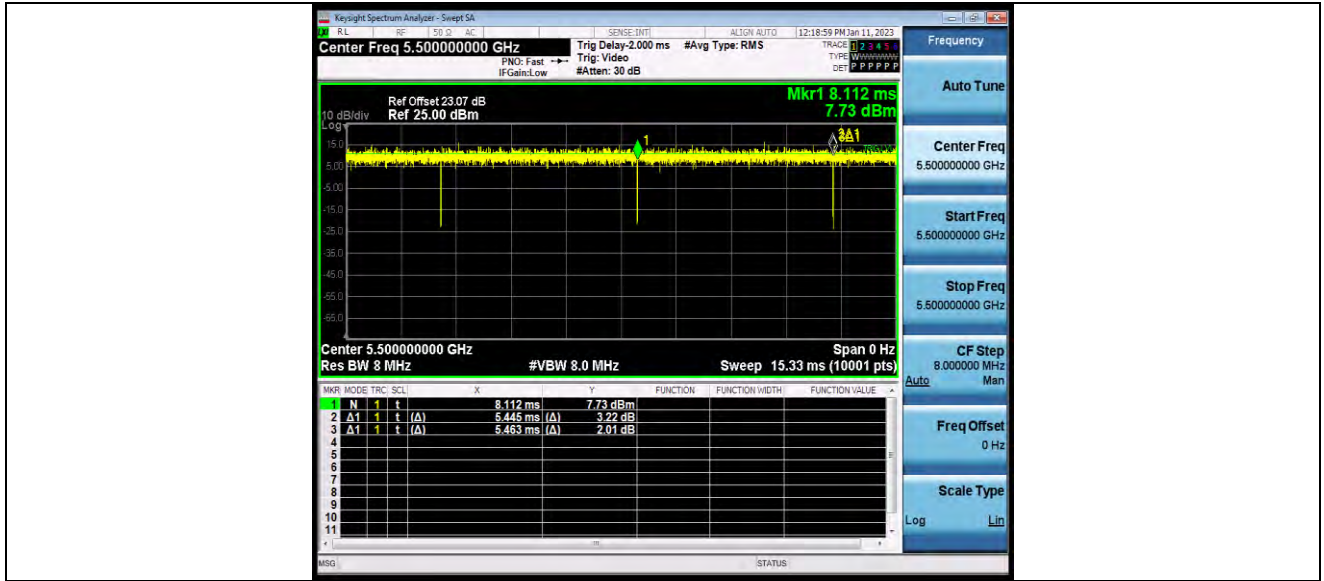 Keysight Spectrum Analyzer - Swept SA
RL RF 50 Ω AC SENSE:INT ALIGN AUTO 12:18:59 PM Jan 11, 2023
Center Freq 5.500000000 GHz
PNO: Fast
IFGain:Low
Trig Delay-2.000 ms
Trig: Video
#Atten: 30 dB
#Avg Type: RMS
TRACE 1 2 3 4 5 6
TYPE WWWWWW
DET P P P P P P
Mkr1 8.112 ms
7.73 dBm
Ref Offset 23.07 dB
10 dB/div Ref 25.00 dBm
Log
15.0
5.00
-5.00
-15.0
-25.0
-35.0
-45.0
-55.0
-65.0
1
3Δ1
Center 5.500000000 GHz Span 0 Hz
Res BW 8 MHz #VBW 8.0 MHz Sweep 15.33 ms (10001 pts)
MKR MODE TRC SCL X Y FUNCTION FUNCTION WIDTH FUNCTION VALUE
1 N 1 t 8.112 ms 7.73 dBm
2 Δ1 1 t (Δ) 5.445 ms (Δ) 3.22 dB
3 Δ1 1 t (Δ) 5.463 ms (Δ) 2.01 dB
4
5
6
7
8
9
10
11
MSG STATUS
Frequency
Auto Tune
Center Freq
5.500000000 GHz
Start Freq
5.500000000 GHz
Stop Freq
5.500000000 GHz
CF Step
8.000000 MHz
Auto Man
Freq Offset
0 Hz
Scale Type
Log Lin